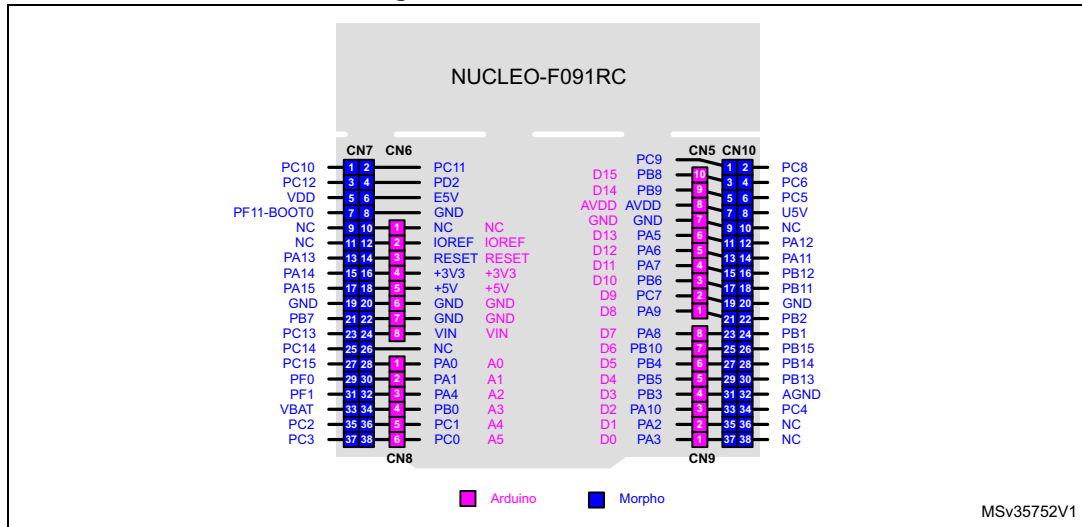 NUCLEO-F091RC
CN7 CN6 CN5 CN10
PC9
PC10 1 2 PC11 D15 PB8 10 1 2 PC8
PC12 3 4 PD2 D14 PB9 9 3 4 PC6
VDD 5 6 E5V AVDD AVDD 8 5 6 PC5
PF11-BOOT0 7 8 GND GND GND 7 7 8 U5V
NC 9 10 1 NC NC D13 PA5 6 9 10 NC
NC 11 12 2 IOREF IOREF D12 PA6 5 11 12 PA12
PA13 13 14 3 RESET RESET D11 PA7 4 13 14 PA11
PA14 15 16 4 +3V3 +3V3 D10 PB6 3 15 16 PB12
PA15 17 18 5 +5V +5V D9 PC7 2 17 18 PB11
GND 19 20 6 GND GND D8 PA9 1 19 20 GND
PB7 21 22 7 GND GND 21 22 PB2
PC13 23 24 8 VIN VIN D7 PA8 8 23 24 PB1
PC14 25 26 NC D6 PB10 7 25 26 PB15
PC15 27 28 1 PA0 A0 D5 PB4 6 27 28 PB14
PF0 29 30 2 PA1 A1 D4 PB5 5 29 30 PB13
PF1 31 32 3 PA4 A2 D3 PB3 4 31 32 AGND
VBAT 33 34 4 PB0 A3 D2 PA10 3 33 34 PC4
PC2 35 36 5 PC1 A4 D1 PA2 2 35 36 NC
PC3 37 38 6 PC0 A5 D0 PA3 1 37 38 NC
CN8 CN9
Arduino Morpho
MSv35752V1